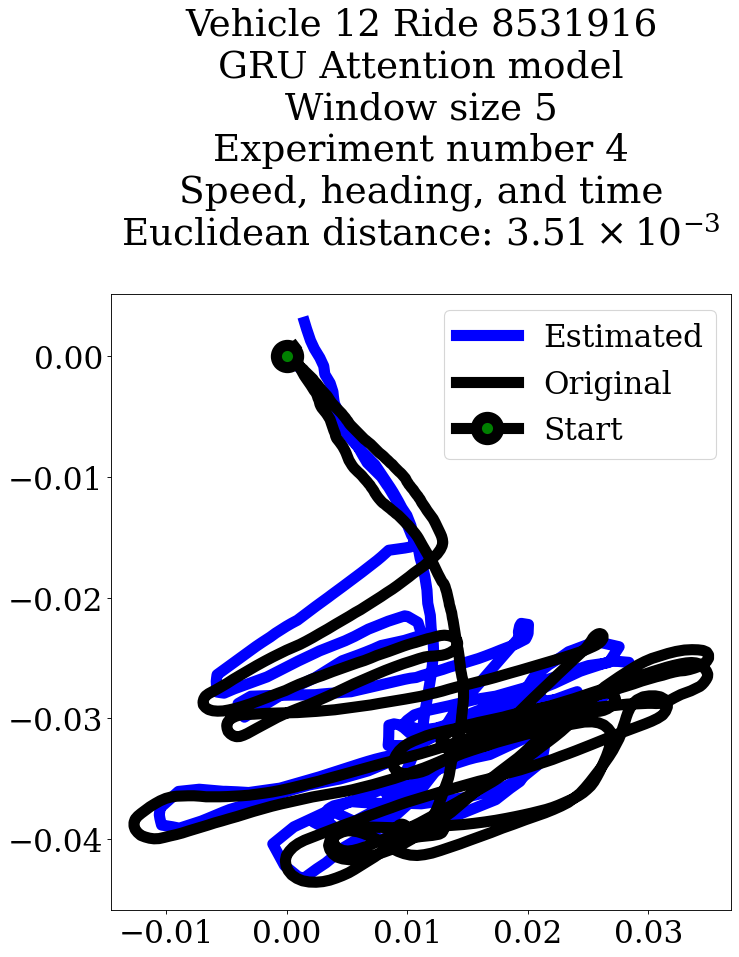 Vehicle 12 Ride 8531916
GRU Attention model
Window size 5
Experiment number 4
Speed, heading, and time
Euclidean distance: 3.51 × 10⁻³
Estimated
Original
Start
0.00
−0.01
−0.02
−0.03
−0.04
−0.01 0.00 0.01 0.02 0.03